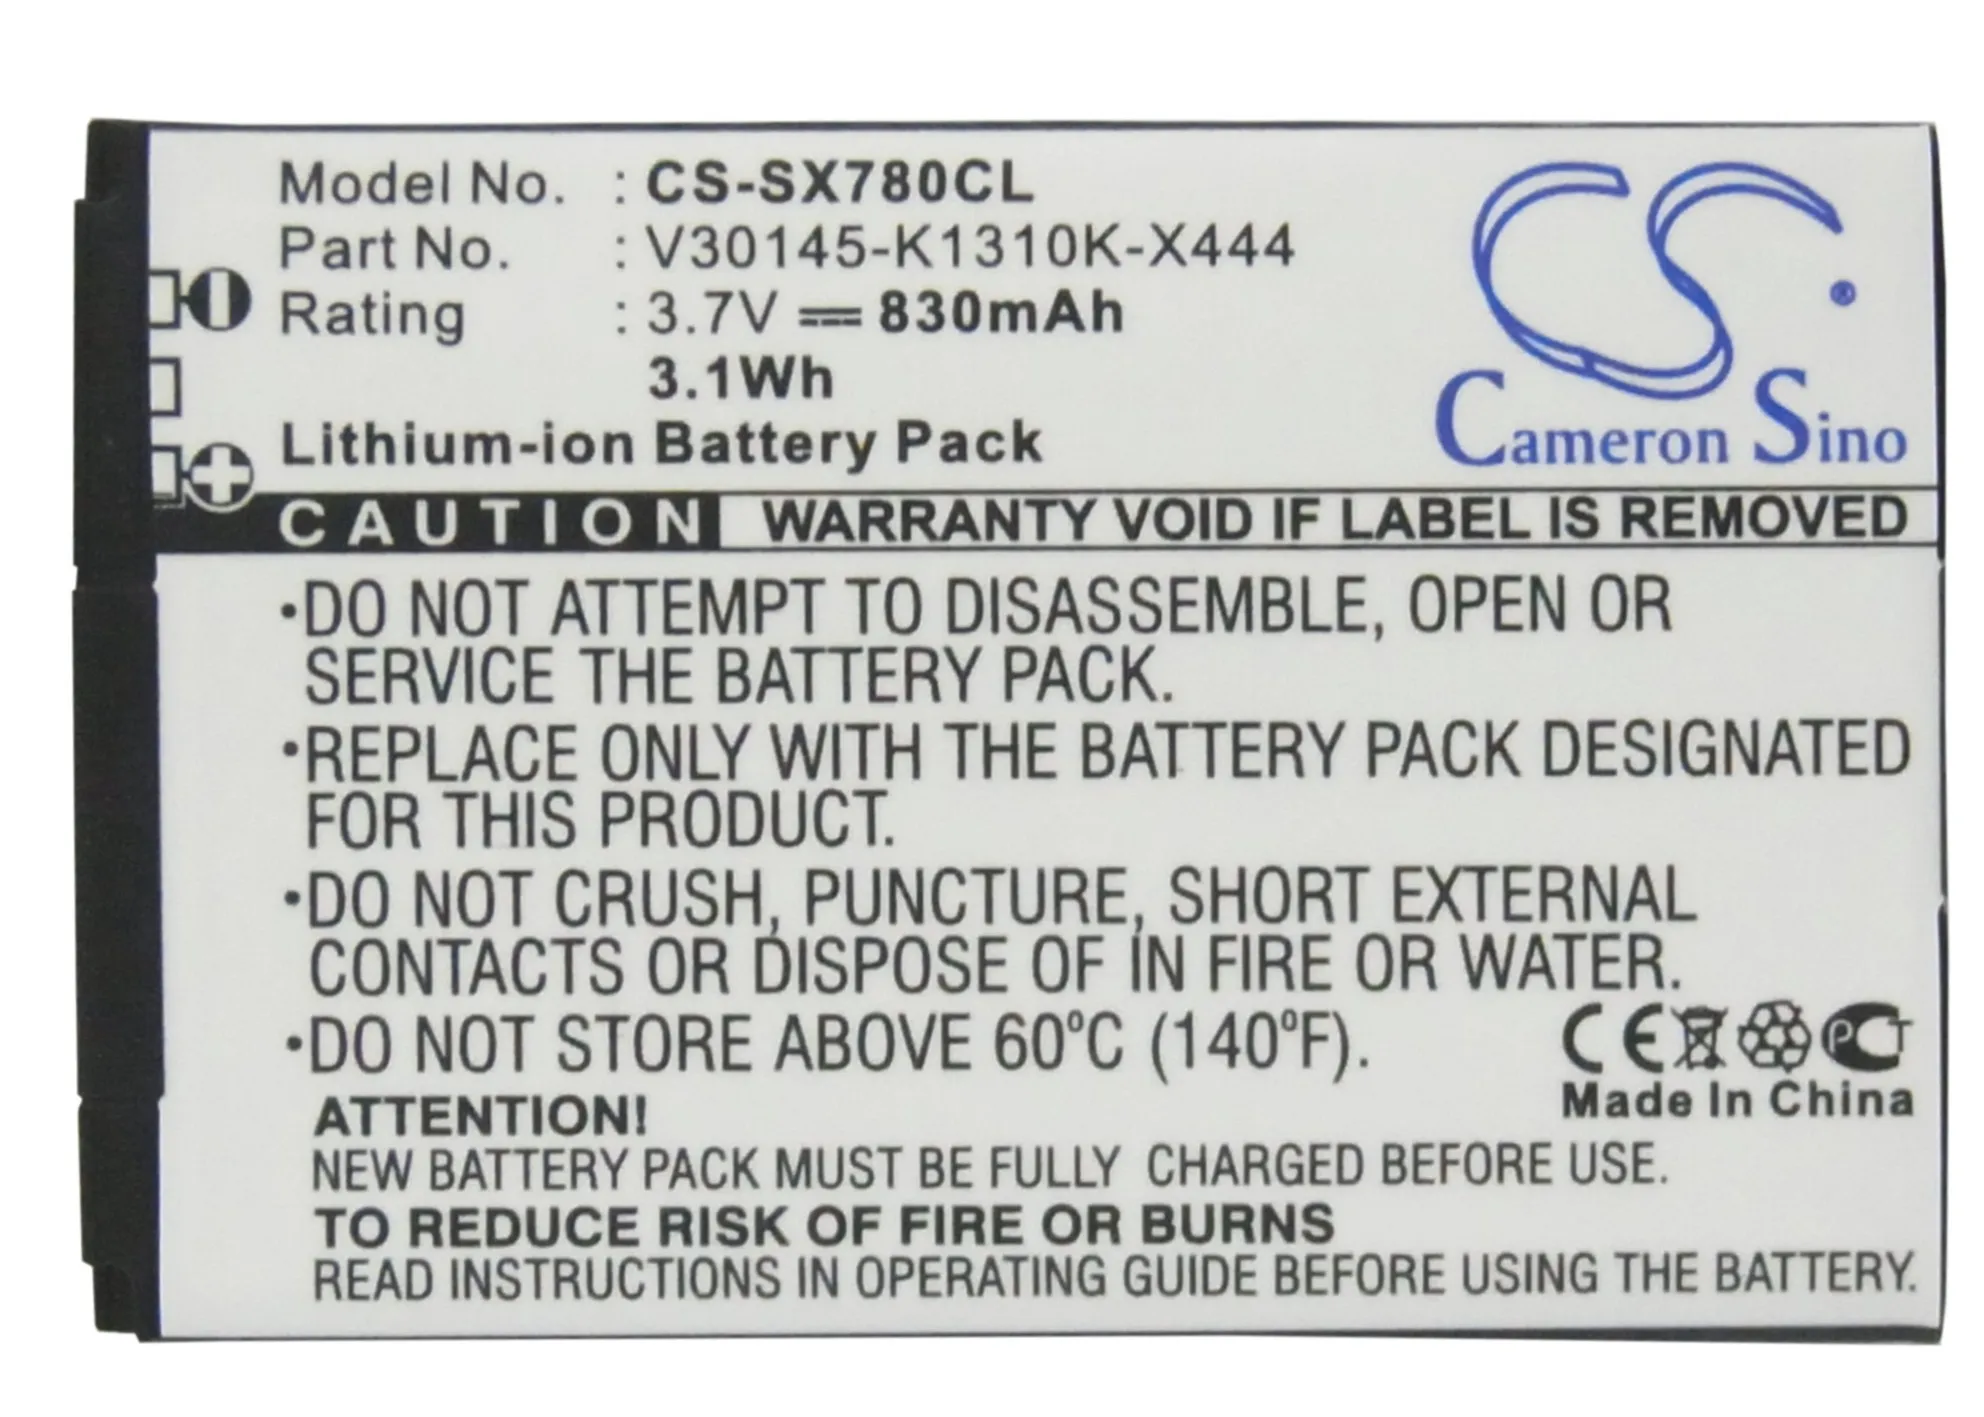 Model No. : CS-SX780CL
Part No. : V30145-K1310K-X444
Rating : 3.7V ⎓ 830mAh
3.1Wh
Lithium-ion Battery Pack
CS ®
Cameron Sino
CAUTION WARRANTY VOID IF LABEL IS REMOVED
•DO NOT ATTEMPT TO DISASSEMBLE, OPEN OR
SERVICE THE BATTERY PACK.
•REPLACE ONLY WITH THE BATTERY PACK DESIGNATED
FOR THIS PRODUCT.
•DO NOT CRUSH, PUNCTURE, SHORT EXTERNAL
CONTACTS OR DISPOSE OF IN FIRE OR WATER.
•DO NOT STORE ABOVE 60ºC (140ºF).
CE PCT
Made In China
ATTENTION!
NEW BATTERY PACK MUST BE FULLY CHARGED BEFORE USE.
TO REDUCE RISK OF FIRE OR BURNS
READ INSTRUCTIONS IN OPERATING GUIDE BEFORE USING THE BATTERY.